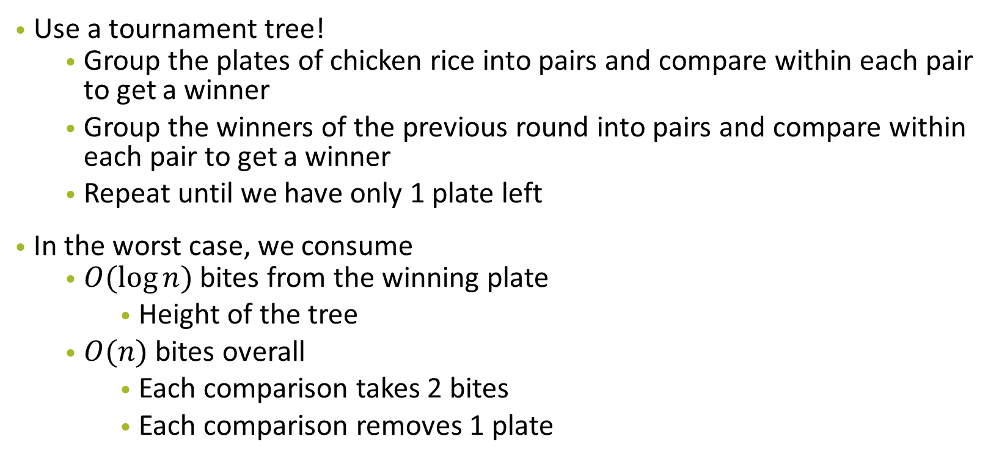 • Use a tournament tree!
• Group the plates of chicken rice into pairs and compare within each pair
to get a winner
• Group the winners of the previous round into pairs and compare within
each pair to get a winner
• Repeat until we have only 1 plate left
• In the worst case, we consume
• O(log n) bites from the winning plate
• Height of the tree
• O(n) bites overall
• Each comparison takes 2 bites
• Each comparison removes 1 plate